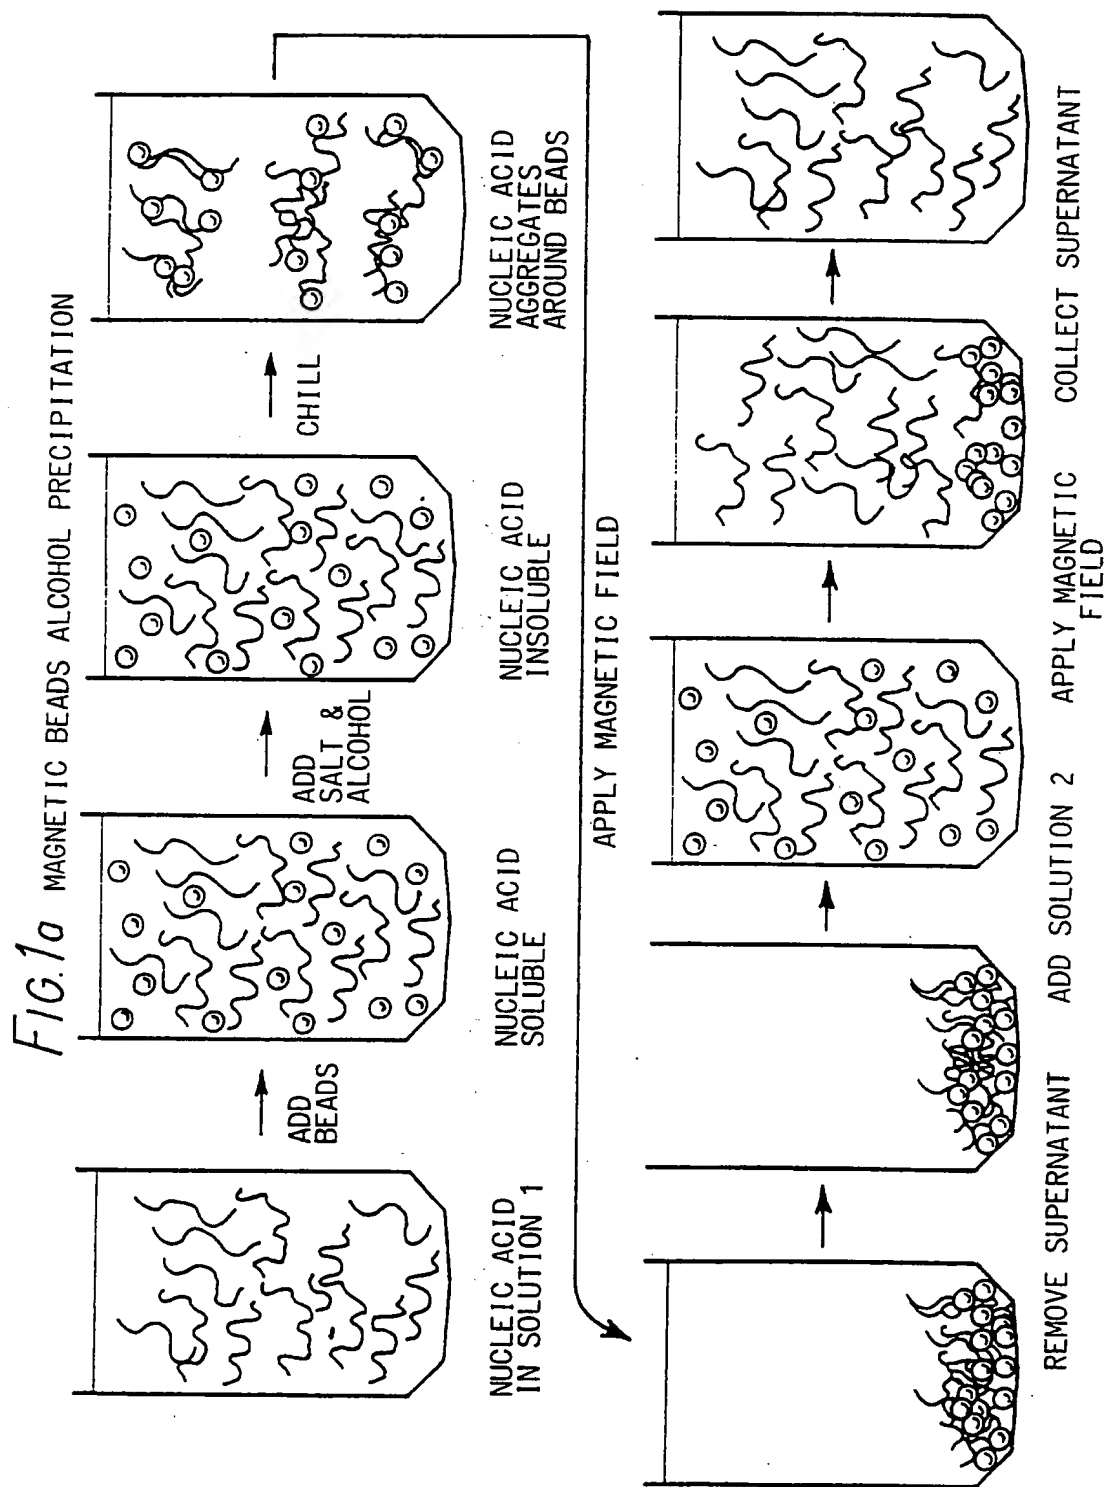 FIG.1a MAGNETIC BEADS ALCOHOL PRECIPITATION
ADD
BEADS
ADD
SALT &
ALCOHOL
CHILL
NUCLEIC ACID
IN SOLUTION 1
NUCLEIC ACID
SOLUBLE
NUCLEIC ACID
INSOLUBLE
NUCLEIC ACID
AGGREGATES
AROUND BEADS
APPLY MAGNETIC FIELD
REMOVE SUPERNATANT
ADD SOLUTION 2
APPLY MAGNETIC
FIELD
COLLECT SUPERNATANT